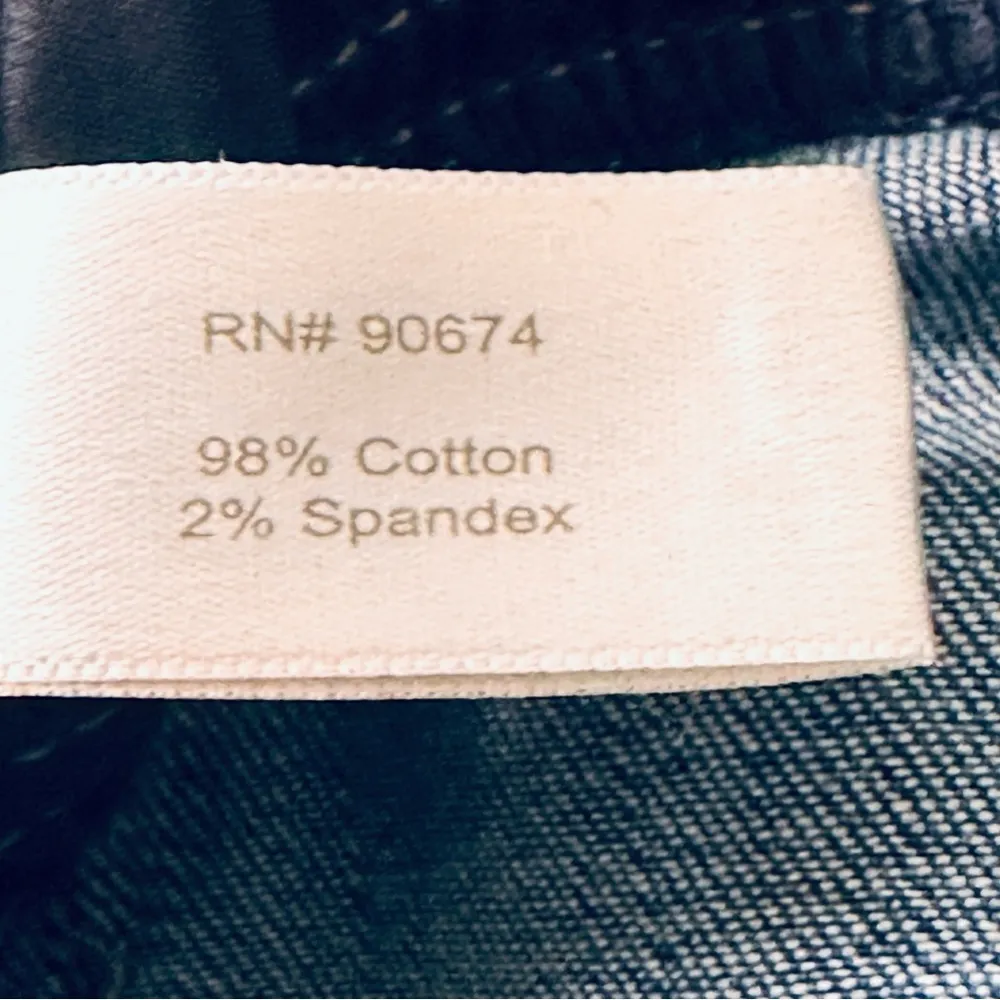 RN# 90674
98% Cotton
2% Spandex